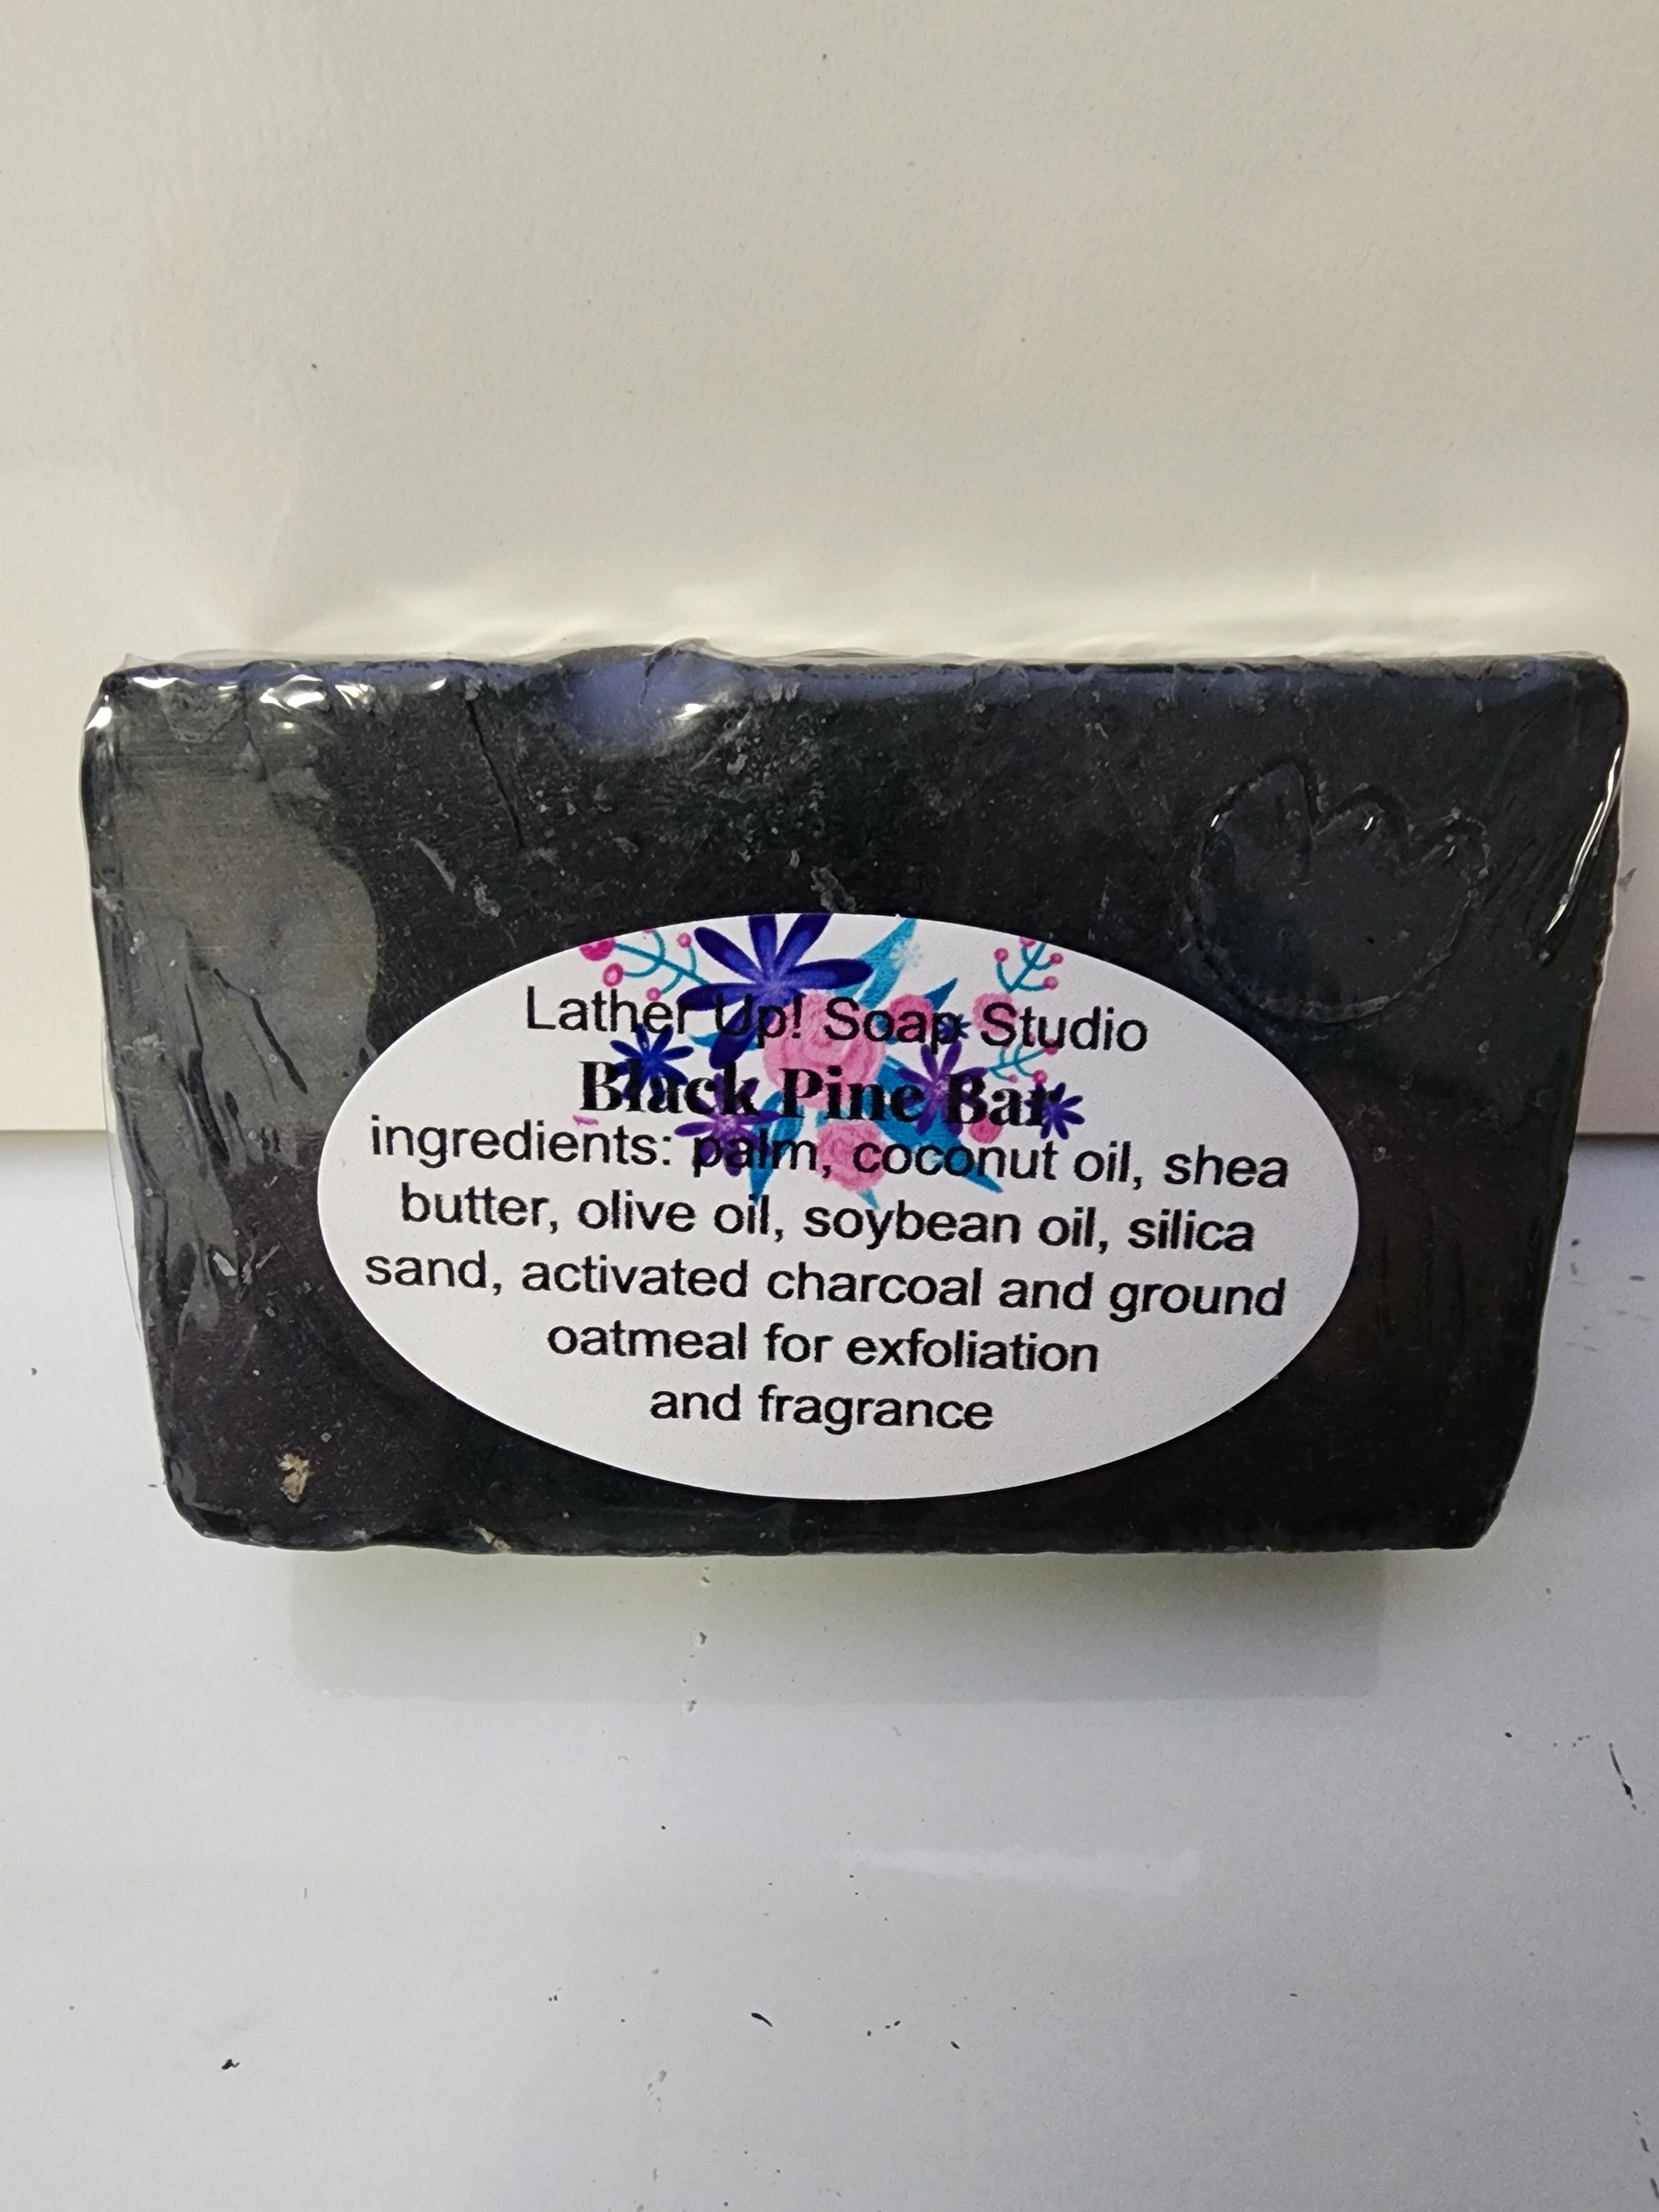 Lather Up! Soap Studio
Black Pine Bar
ingredients: palm, coconut oil, shea
butter, olive oil, soybean oil, silica
sand, activated charcoal and ground
oatmeal for exfoliation
and fragrance